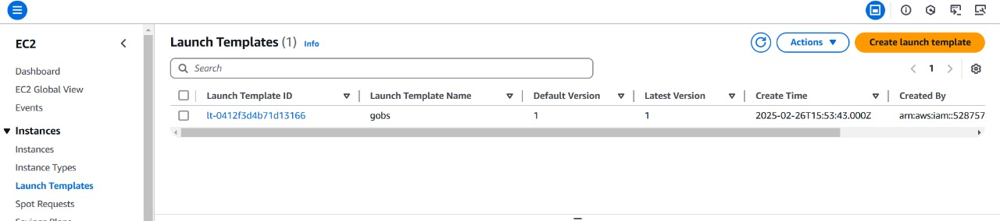 EC2
Dashboard
EC2 Global View
Events
Instances
Instances
Instance Types
Launch Templates
Spot Requests
Launch Templates (1) Info
Actions
Create launch template
Search
1
Launch Template ID Launch Template Name Default Version Latest Version Create Time Created By
lt-0412f3d4b71d13166 gobs 1 1 2025-02-26T15:53:43.000Z arn:aws:iam::528757